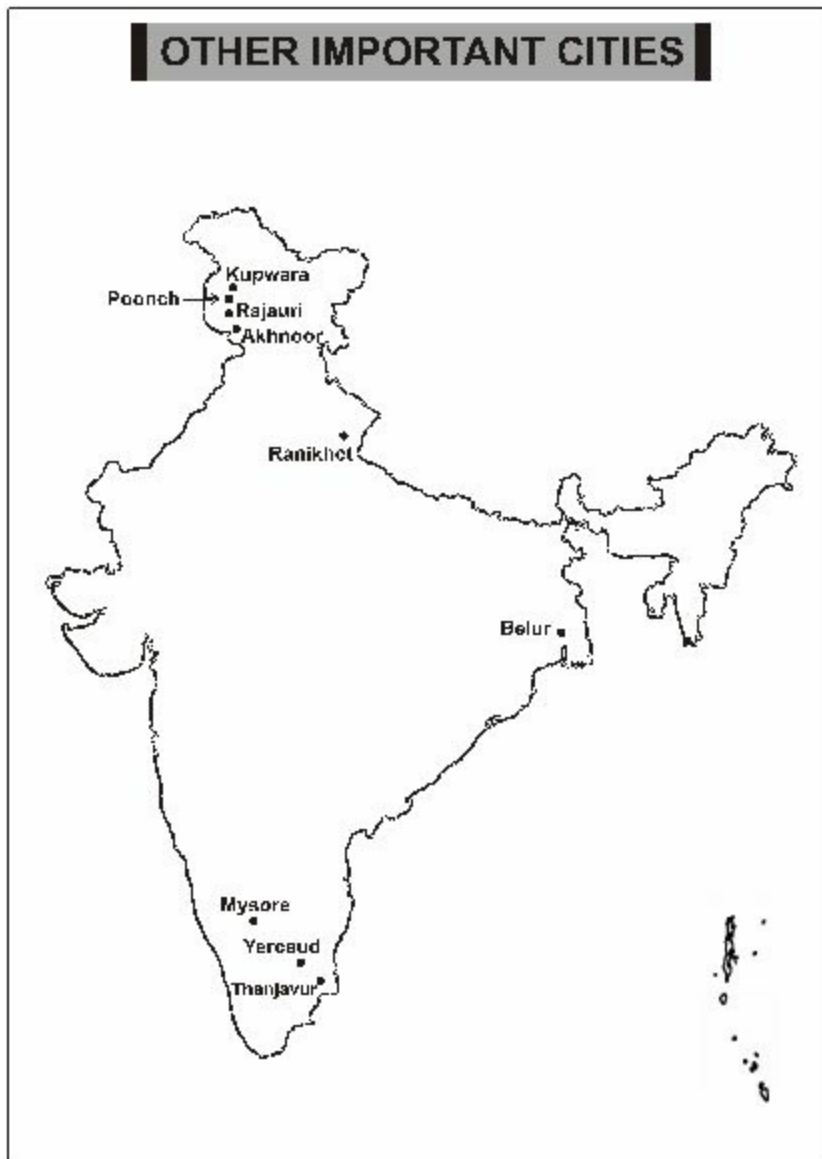 OTHER IMPORTANT CITIES
Kupwara
Poonch
Rajauri
Akhnoor
Ranikhet
Belur
Mysore
Yercaud
Thanjavur